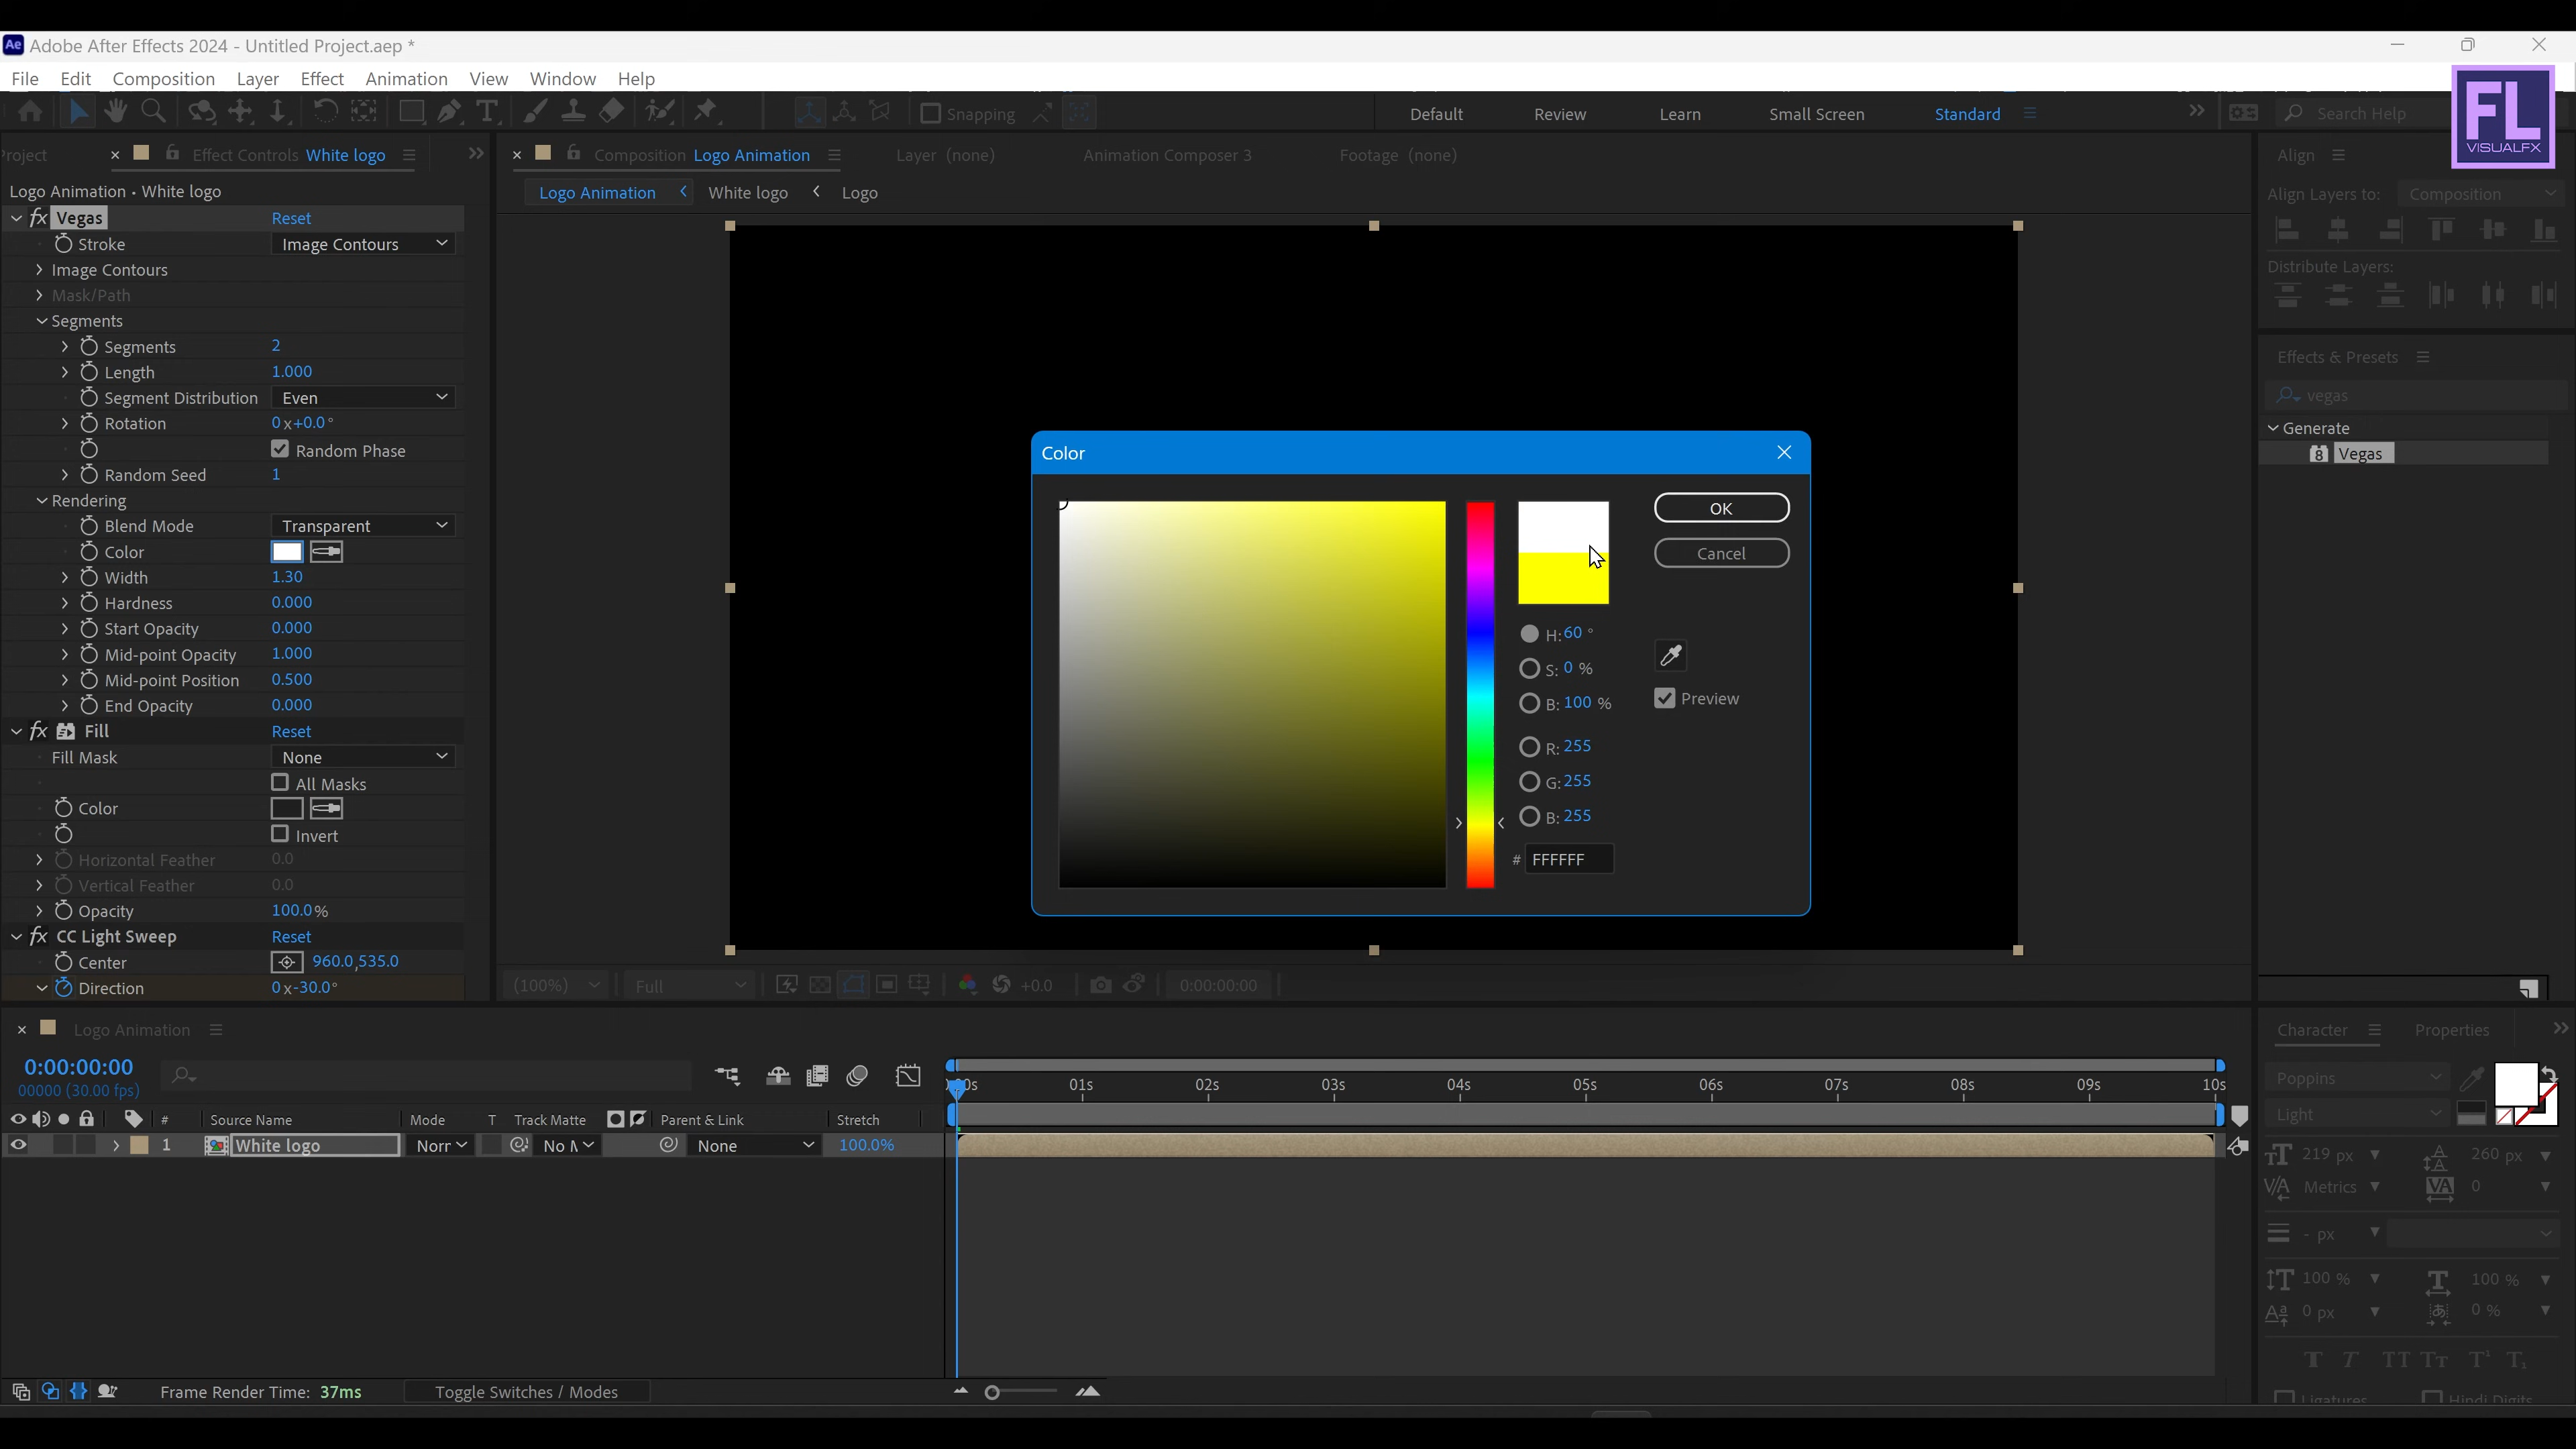 Ae Adobe After Effects 2024 - Untitled Project.aep *
File Edit Composition Layer Effect Animation View Window Help
Snapping Default Review Learn Small Screen Standard Search Help
FL
VISUALFX
roject Effect Controls White logo
Composition Logo Animation Layer (none) Animation Composer 3 Footage (none)
Align
Logo Animation • White logo
Logo Animation White logo Logo
Align Layers to: Composition
fx Vegas Reset
Stroke Image Contours
Image Contours
Distribute Layers:
Mask/Path
Segments
Segments 2
Length 1.000
Segment Distribution Even
Rotation 0x+0.0°
Random Phase
Random Seed 1
Rendering
Blend Mode Transparent
Color
Width 1.30
Hardness 0.000
Start Opacity 0.000
Mid-point Opacity 1.000
Mid-point Position 0.500
End Opacity 0.000
fx Fill Reset
Fill Mask None
All Masks
Color
Invert
Horizontal Feather 0.0
Vertical Feather 0.0
Opacity 100.0%
fx CC Light Sweep Reset
Center 960.0,535.0
Direction 0x-30.0°
Color
OK
Cancel
H: 60 °
S: 0 %
B: 100 %
Preview
R: 255
G: 255
B: 255
# FFFFFF
(100%) Full +0.0 0:00:00:00
Effects & Presets
vegas
Generate
8 Vegas
Logo Animation
0:00:00:00
00000 (30.00 fps)
0s 01s 02s 03s 04s 05s 06s 07s 08s 09s 10s
# Source Name Mode T Track Matte Parent & Link Stretch
1 White logo Norr No M None 100.0%
Frame Render Time: 37ms Toggle Switches / Modes
Character Properties
Poppins
Light
219 px 260 px
Metrics 0
- px
100 % 100 %
0 px 0 %
Ligatures Hindi Digits